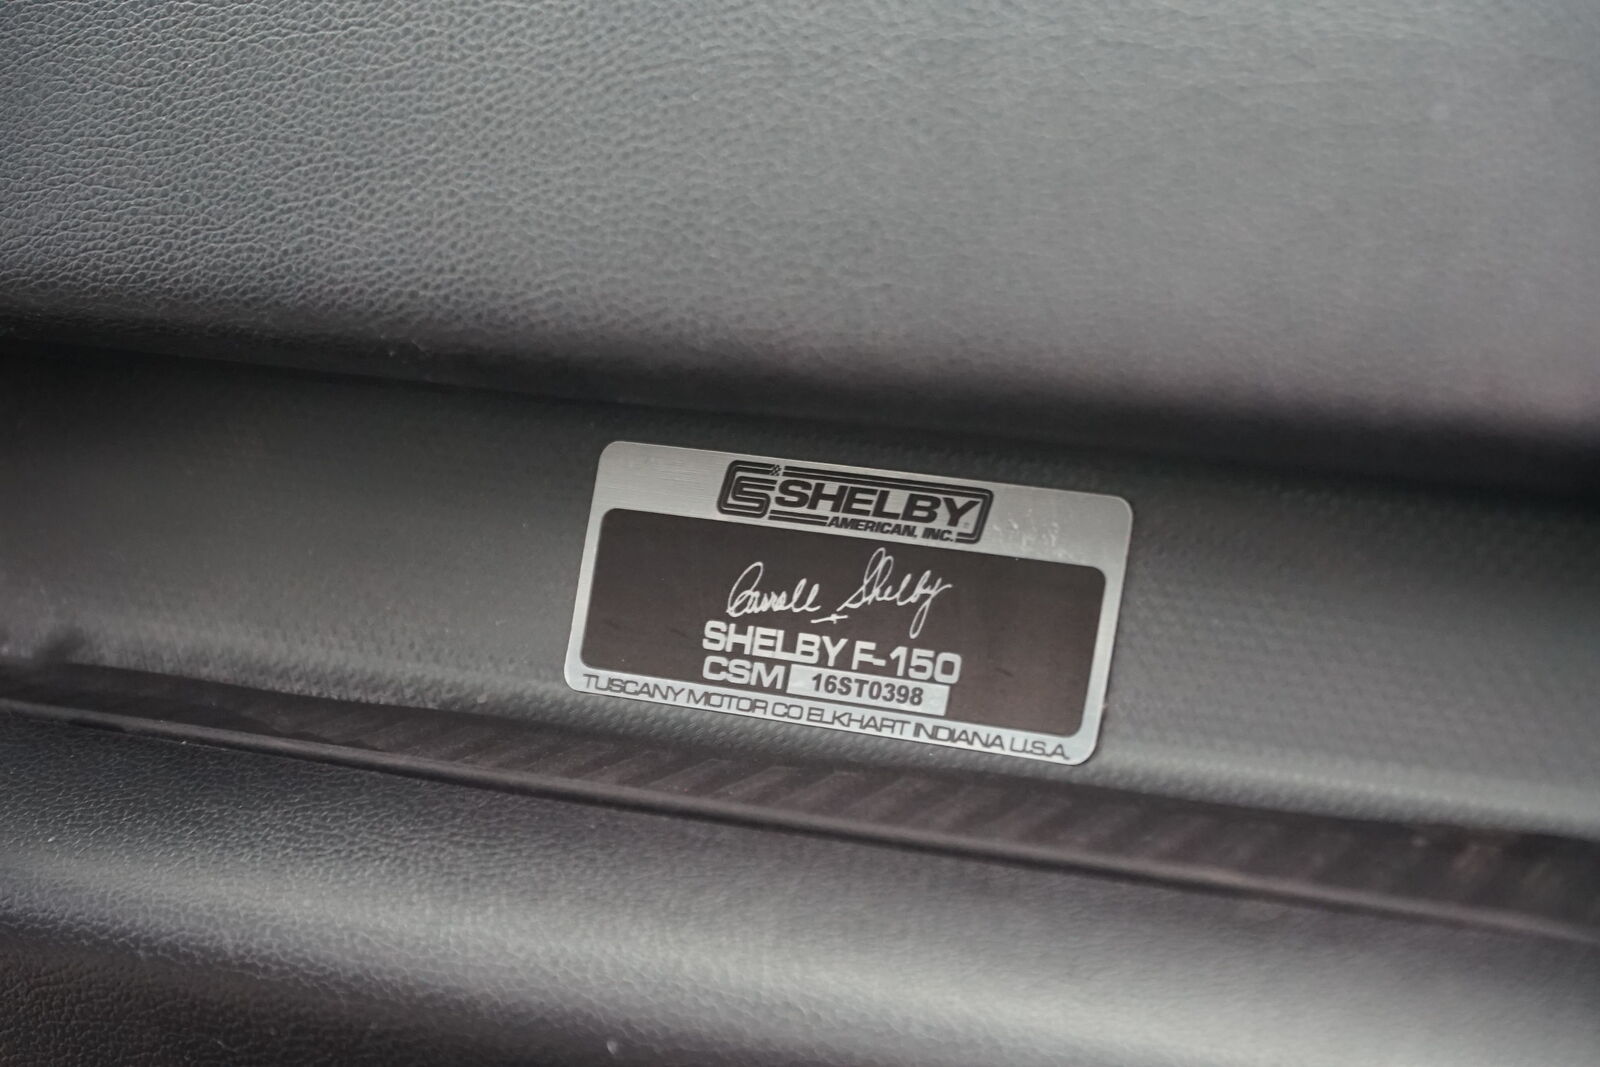 SHELBY
AMERICAN, INC.
Carroll Shelby
SHELBY F-150
CSM 16ST0398
TUSCANY MOTOR CO ELKHART INDIANA U.S.A.